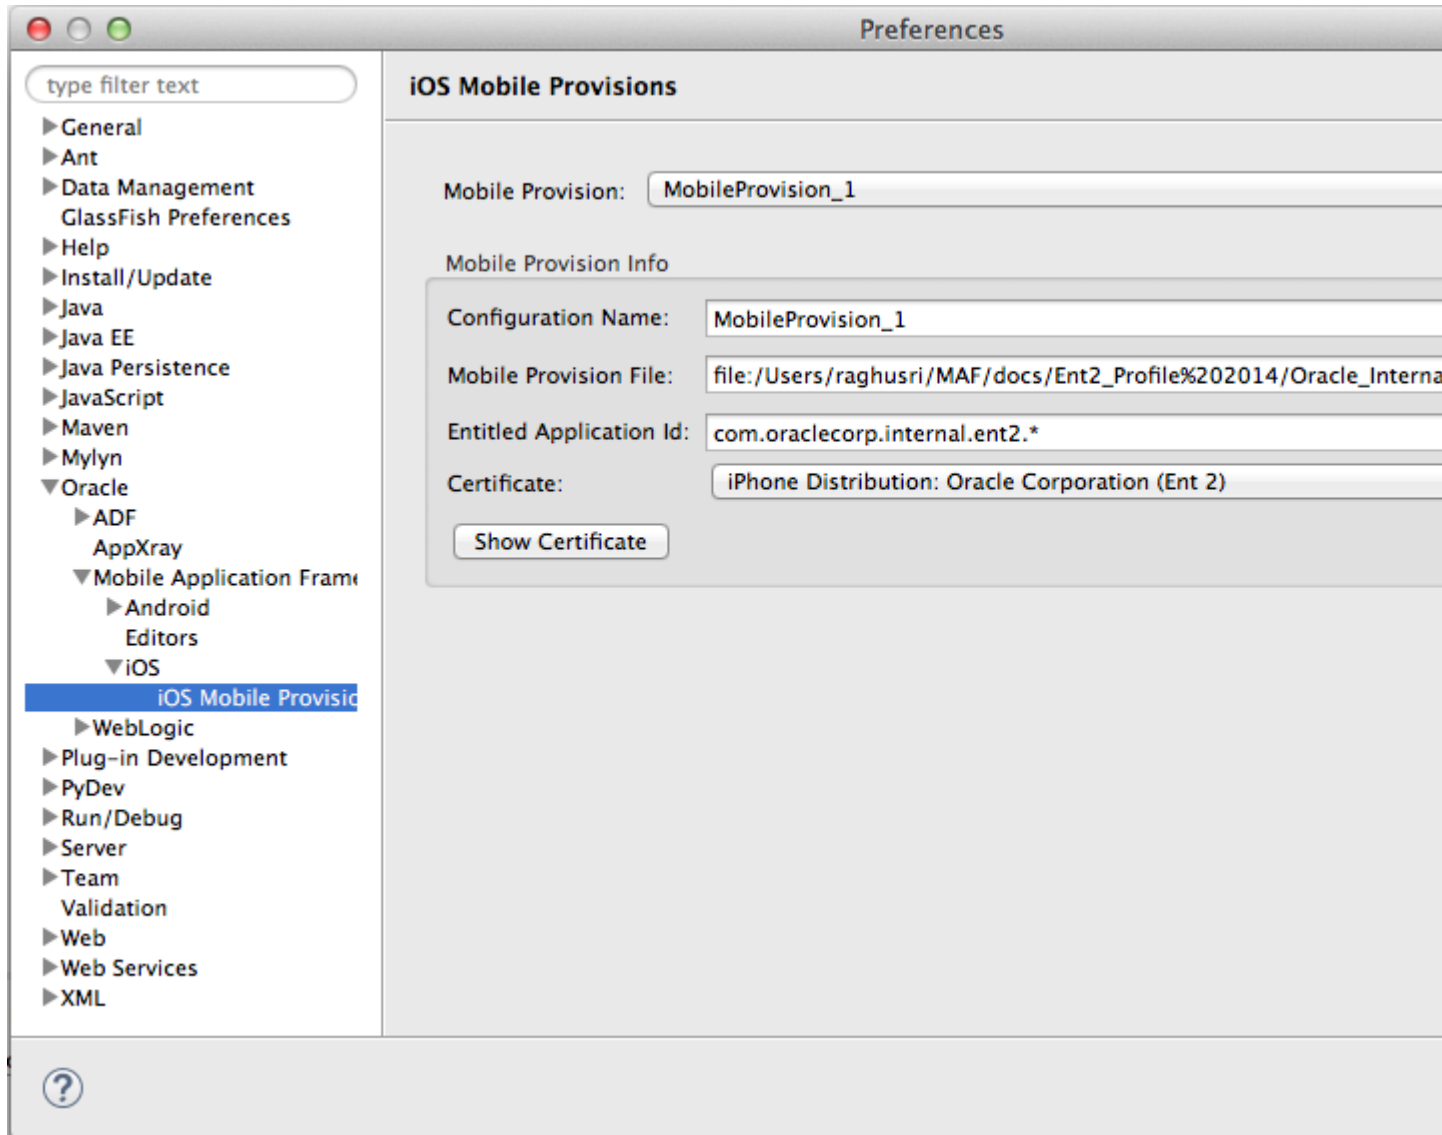 Preferences
type filter text
General
Ant
Data Management
GlassFish Preferences
Help
Install/Update
Java
Java EE
Java Persistence
JavaScript
Maven
Mylyn
Oracle
ADF
AppXray
Mobile Application Frame
Android
Editors
iOS
iOS Mobile Provisio
WebLogic
Plug-in Development
PyDev
Run/Debug
Server
Team
Validation
Web
Web Services
XML
iOS Mobile Provisions
Mobile Provision: MobileProvision_1
Mobile Provision Info
Configuration Name: MobileProvision_1
Mobile Provision File: file:/Users/raghusri/MAF/docs/Ent2_Profile%202014/Oracle_Interna
Entitled Application Id: com.oraclecorp.internal.ent2.*
Certificate: iPhone Distribution: Oracle Corporation (Ent 2)
Show Certificate
?